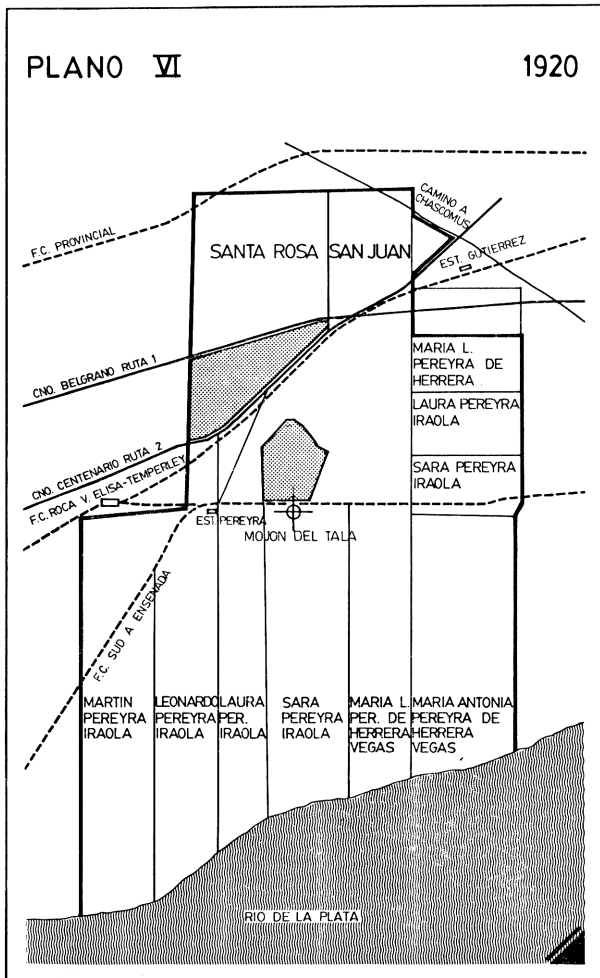 PLANO VI
1920
CAMINO A
CHASCOMUS
F.C. PROVINCIAL
SANTA ROSA
SAN JUAN
EST. GUTIERREZ
CNO. BELGRANO RUTA 1
MARIA L.
PEREYRA DE
HERRERA
LAURA PEREYRA
IRAOLA
SARA PEREYRA
IRAOLA
CNO. CENTENARIO RUTA 2
F.C. ROCA V. ELISA-TEMPERLEY
EST. PEREYRA
MOJON DEL TALA
F.C. SUD A ENSENADA
MARTIN
PEREYRA
IRAOLA
LEONARDO
PEREYRA
IRAOLA
LAURA
PER.
IRAOLA
SARA
PEREYRA
IRAOLA
MARIA L.
PER. DE
HERRERA
VEGAS
MARIA ANTONIA
PEREYRA DE
HERRERA
VEGAS
RIO DE LA PLATA